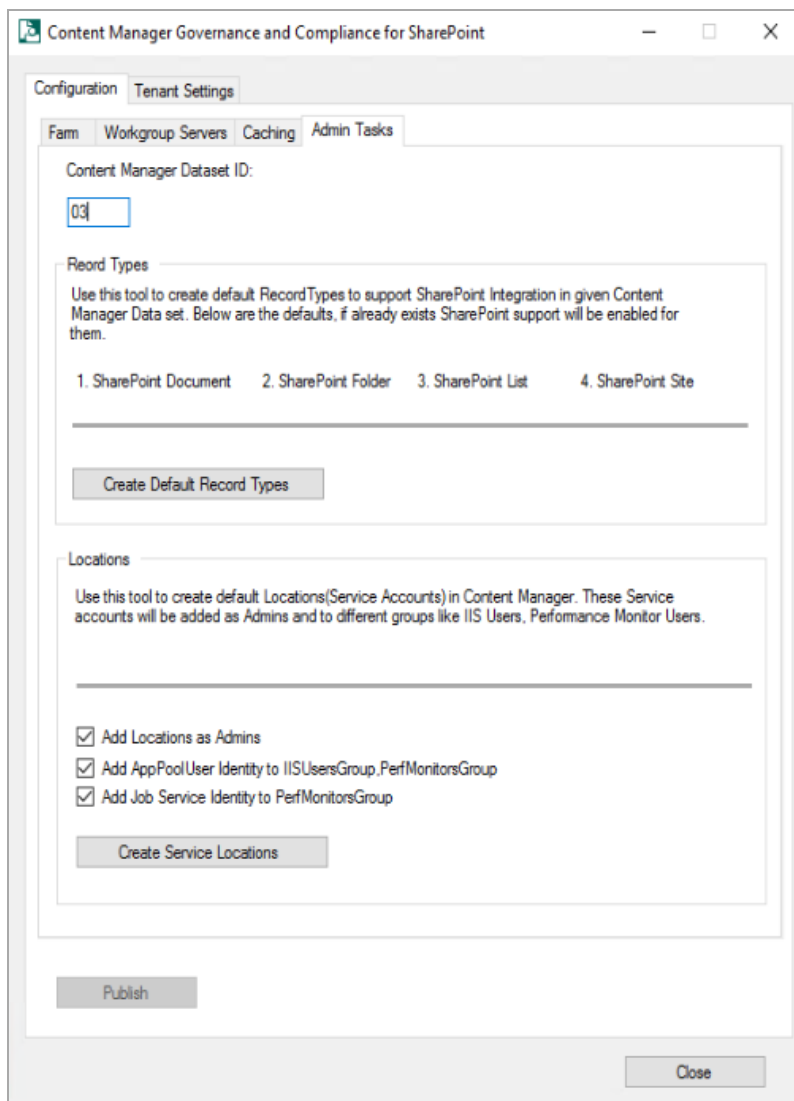 Content Manager Governance and Compliance for SharePoint
Configuration Tenant Settings
Farm Workgroup Servers Caching Admin Tasks
Content Manager Dataset ID:
03
Reord Types
Use this tool to create default RecordTypes to support SharePoint Integration in given Content
Manager Data set. Below are the defaults, if already exists SharePoint support will be enabled for
them.
1. SharePoint Document 2. SharePoint Folder 3. SharePoint List 4. SharePoint Site
Create Default Record Types
Locations
Use this tool to create default Locations(Service Accounts) in Content Manager. These Service
accounts will be added as Admins and to different groups like IIS Users, Performance Monitor Users.
Add Locations as Admins
Add AppPoolUser Identity to IISUsersGroup,PerfMonitorsGroup
Add Job Service Identity to PerfMonitorsGroup
Create Service Locations
Publish
Close